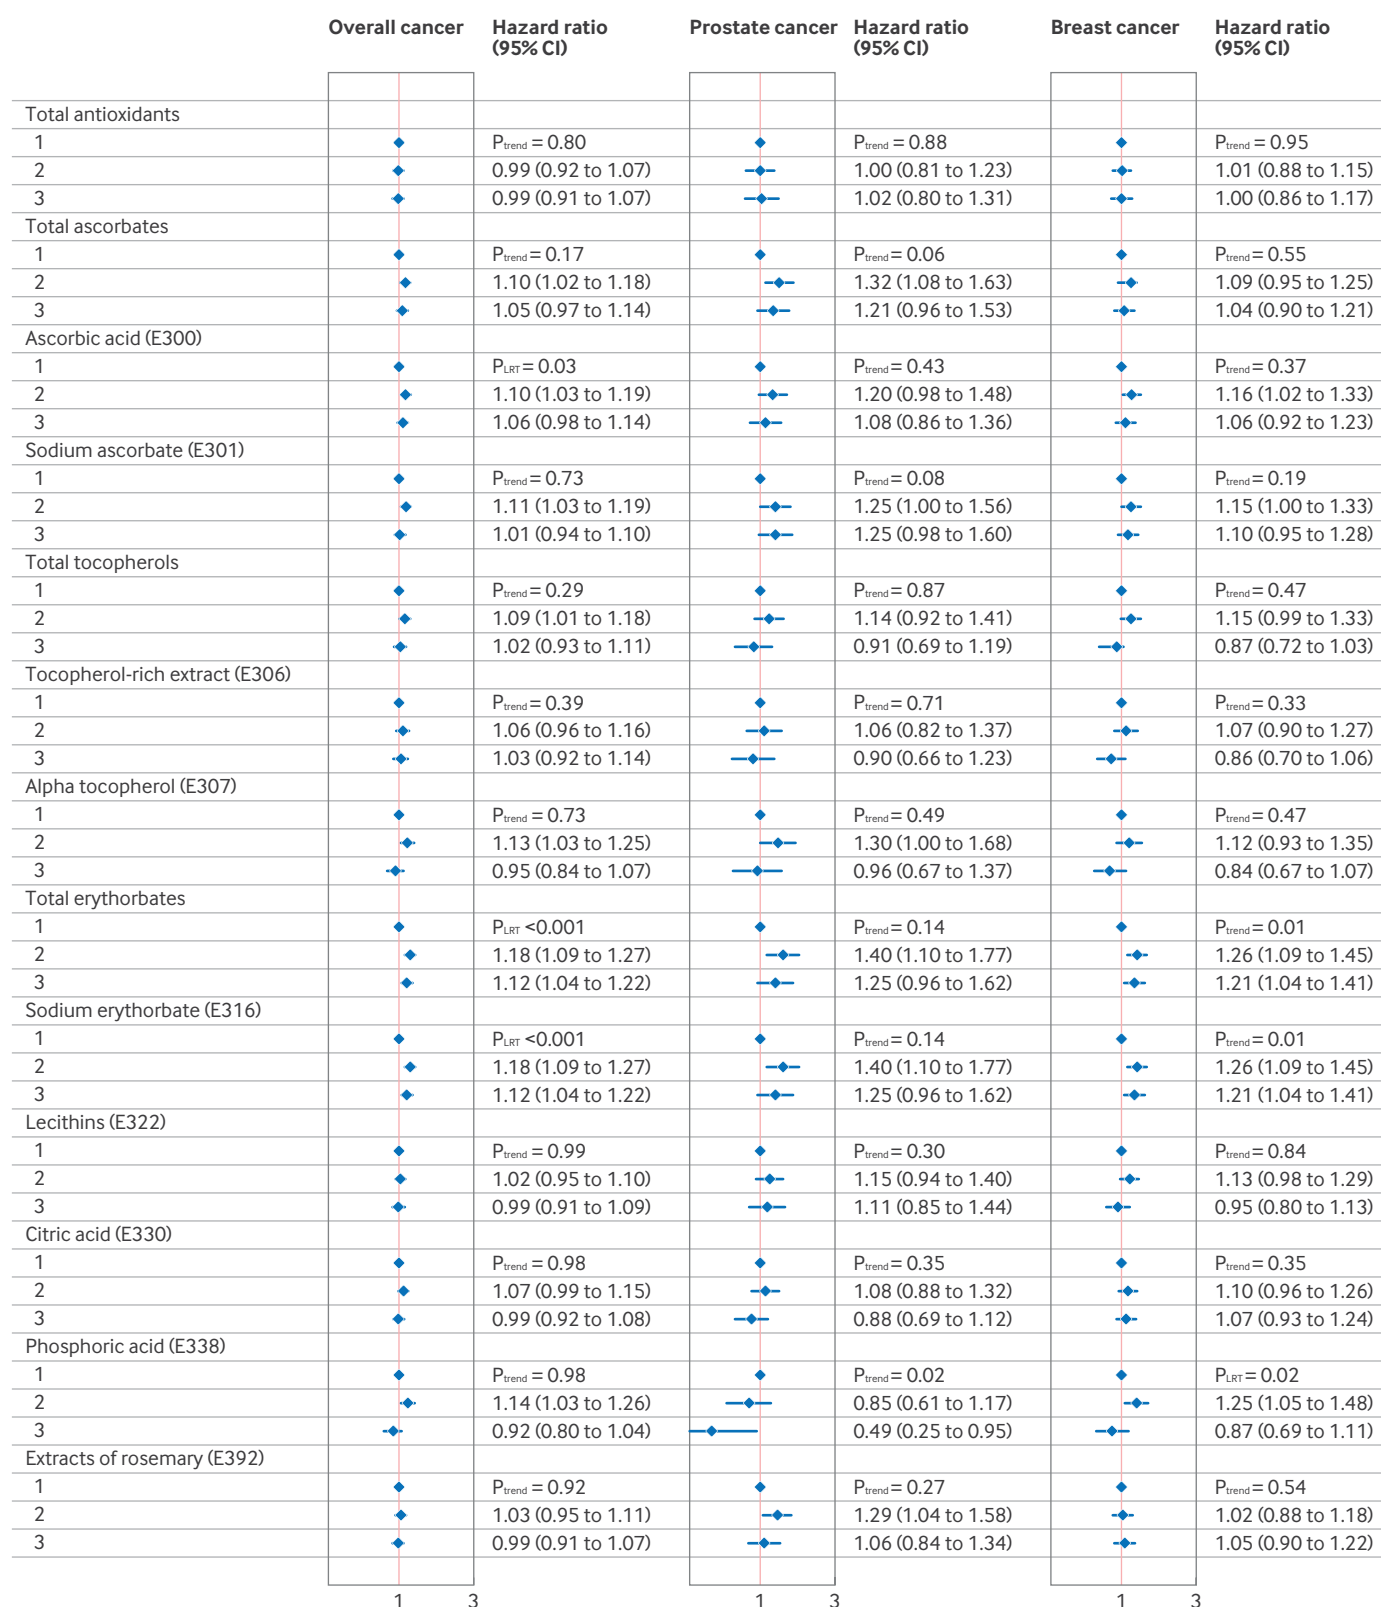 Overall cancer Hazard ratio (95% CI) Prostate cancer Hazard ratio (95% CI) Breast cancer Hazard ratio (95% CI)
Total antioxidants
1 Ptrend = 0.80 Ptrend = 0.88 Ptrend = 0.95
2 0.99 (0.92 to 1.07) 1.00 (0.81 to 1.23) 1.01 (0.88 to 1.15)
3 0.99 (0.91 to 1.07) 1.02 (0.80 to 1.31) 1.00 (0.86 to 1.17)
Total ascorbates
1 Ptrend = 0.17 Ptrend = 0.06 Ptrend = 0.55
2 1.10 (1.02 to 1.18) 1.32 (1.08 to 1.63) 1.09 (0.95 to 1.25)
3 1.05 (0.97 to 1.14) 1.21 (0.96 to 1.53) 1.04 (0.90 to 1.21)
Ascorbic acid (E300)
1 PLRT = 0.03 Ptrend = 0.43 Ptrend = 0.37
2 1.10 (1.03 to 1.19) 1.20 (0.98 to 1.48) 1.16 (1.02 to 1.33)
3 1.06 (0.98 to 1.14) 1.08 (0.86 to 1.36) 1.06 (0.92 to 1.23)
Sodium ascorbate (E301)
1 Ptrend = 0.73 Ptrend = 0.08 Ptrend = 0.19
2 1.11 (1.03 to 1.19) 1.25 (1.00 to 1.56) 1.15 (1.00 to 1.33)
3 1.01 (0.94 to 1.10) 1.25 (0.98 to 1.60) 1.10 (0.95 to 1.28)
Total tocopherols
1 Ptrend = 0.29 Ptrend = 0.87 Ptrend = 0.47
2 1.09 (1.01 to 1.18) 1.14 (0.92 to 1.41) 1.15 (0.99 to 1.33)
3 1.02 (0.93 to 1.11) 0.91 (0.69 to 1.19) 0.87 (0.72 to 1.03)
Tocopherol-rich extract (E306)
1 Ptrend = 0.39 Ptrend = 0.71 Ptrend = 0.33
2 1.06 (0.96 to 1.16) 1.06 (0.82 to 1.37) 1.07 (0.90 to 1.27)
3 1.03 (0.92 to 1.14) 0.90 (0.66 to 1.23) 0.86 (0.70 to 1.06)
Alpha tocopherol (E307)
1 Ptrend = 0.73 Ptrend = 0.49 Ptrend = 0.47
2 1.13 (1.03 to 1.25) 1.30 (1.00 to 1.68) 1.12 (0.93 to 1.35)
3 0.95 (0.84 to 1.07) 0.96 (0.67 to 1.37) 0.84 (0.67 to 1.07)
Total erythorbates
1 PLRT <0.001 Ptrend = 0.14 Ptrend = 0.01
2 1.18 (1.09 to 1.27) 1.40 (1.10 to 1.77) 1.26 (1.09 to 1.45)
3 1.12 (1.04 to 1.22) 1.25 (0.96 to 1.62) 1.21 (1.04 to 1.41)
Sodium erythorbate (E316)
1 PLRT <0.001 Ptrend = 0.14 Ptrend = 0.01
2 1.18 (1.09 to 1.27) 1.40 (1.10 to 1.77) 1.26 (1.09 to 1.45)
3 1.12 (1.04 to 1.22) 1.25 (0.96 to 1.62) 1.21 (1.04 to 1.41)
Lecithins (E322)
1 Ptrend = 0.99 Ptrend = 0.30 Ptrend = 0.84
2 1.02 (0.95 to 1.10) 1.15 (0.94 to 1.40) 1.13 (0.98 to 1.29)
3 0.99 (0.91 to 1.09) 1.11 (0.85 to 1.44) 0.95 (0.80 to 1.13)
Citric acid (E330)
1 Ptrend = 0.98 Ptrend = 0.35 Ptrend = 0.35
2 1.07 (0.99 to 1.15) 1.08 (0.88 to 1.32) 1.10 (0.96 to 1.26)
3 0.99 (0.92 to 1.08) 0.88 (0.69 to 1.12) 1.07 (0.93 to 1.24)
Phosphoric acid (E338)
1 Ptrend = 0.98 Ptrend = 0.02 PLRT = 0.02
2 1.14 (1.03 to 1.26) 0.85 (0.61 to 1.17) 1.25 (1.05 to 1.48)
3 0.92 (0.80 to 1.04) 0.49 (0.25 to 0.95) 0.87 (0.69 to 1.11)
Extracts of rosemary (E392)
1 Ptrend = 0.92 Ptrend = 0.27 Ptrend = 0.54
2 1.03 (0.95 to 1.11) 1.29 (1.04 to 1.58) 1.02 (0.88 to 1.18)
3 0.99 (0.91 to 1.07) 1.06 (0.84 to 1.34) 1.05 (0.90 to 1.22)
1 3 1 3 1 3